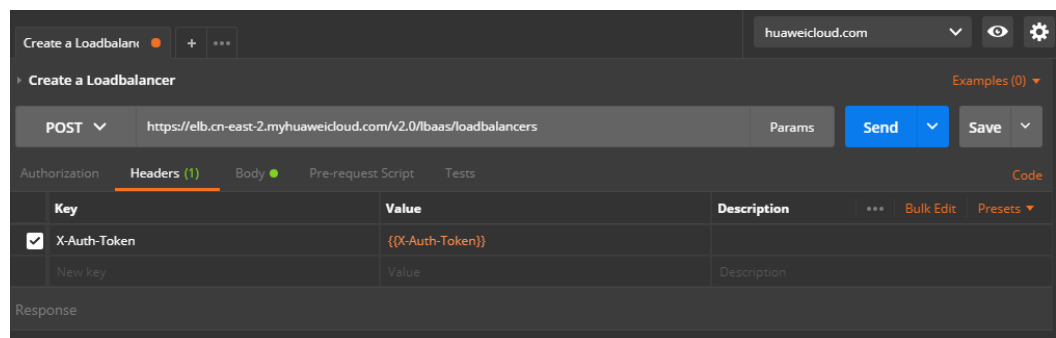 Create a Loadbalan
+
•••
huaweicloud.com
Create a Loadbalancer
Examples (0)
POST
https://elb.cn-east-2.myhuaweicloud.com/v2.0/lbaas/loadbalancers
Params
Send
Save
Authorization
Headers (1)
Body
Pre-request Script
Tests
Code
Key
Value
Description
•••
Bulk Edit
Presets
X-Auth-Token
{{X-Auth-Token}}
New key
Value
Description
Response